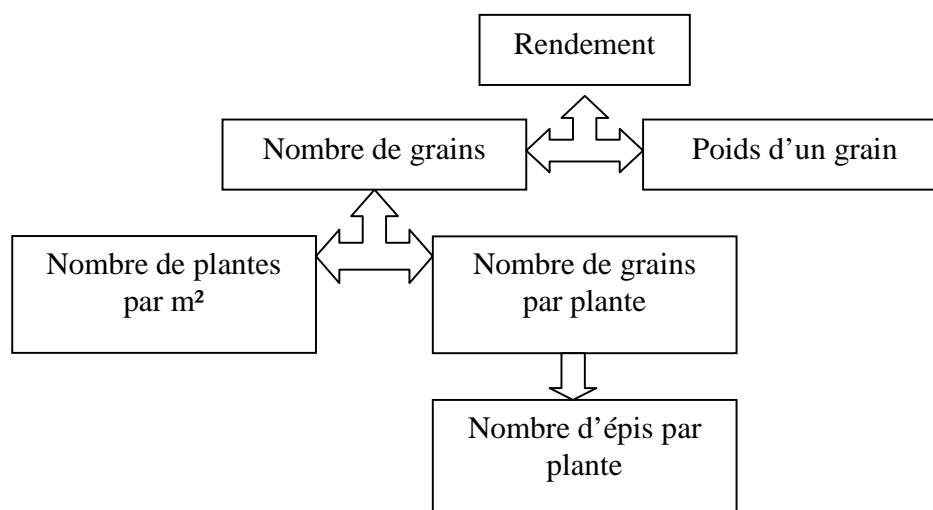 Rendement
Nombre de grains
Poids d’un grain
Nombre de plantes
par m²
Nombre de grains
par plante
Nombre d’épis par
plante